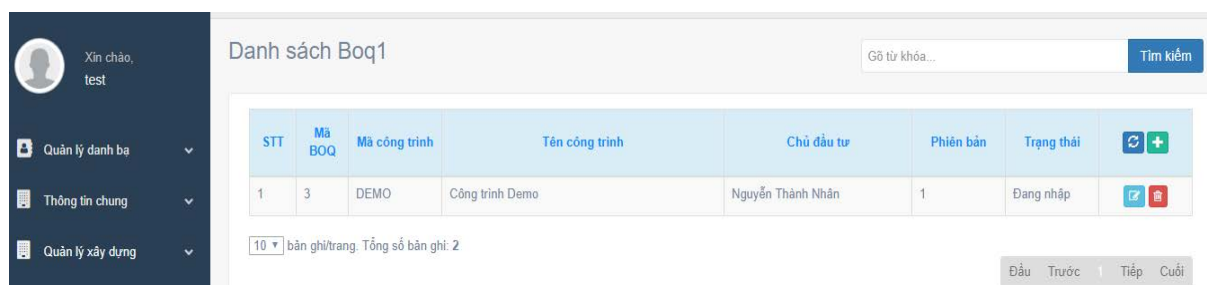 Xin chào,
test
Danh sách Boq1
Gõ từ khóa...
Tìm kiếm
Quản lý danh bạ
Thông tin chung
Quản lý xây dựng
STT Mã BOQ Mã công trình Tên công trình Chủ đầu tư Phiên bản Trạng thái
1 3 DEMO Công trình Demo Nguyễn Thành Nhân 1 Đang nhập
10 bản ghi/trang. Tổng số bản ghi: 2
Đầu Trước 1 Tiếp Cuối